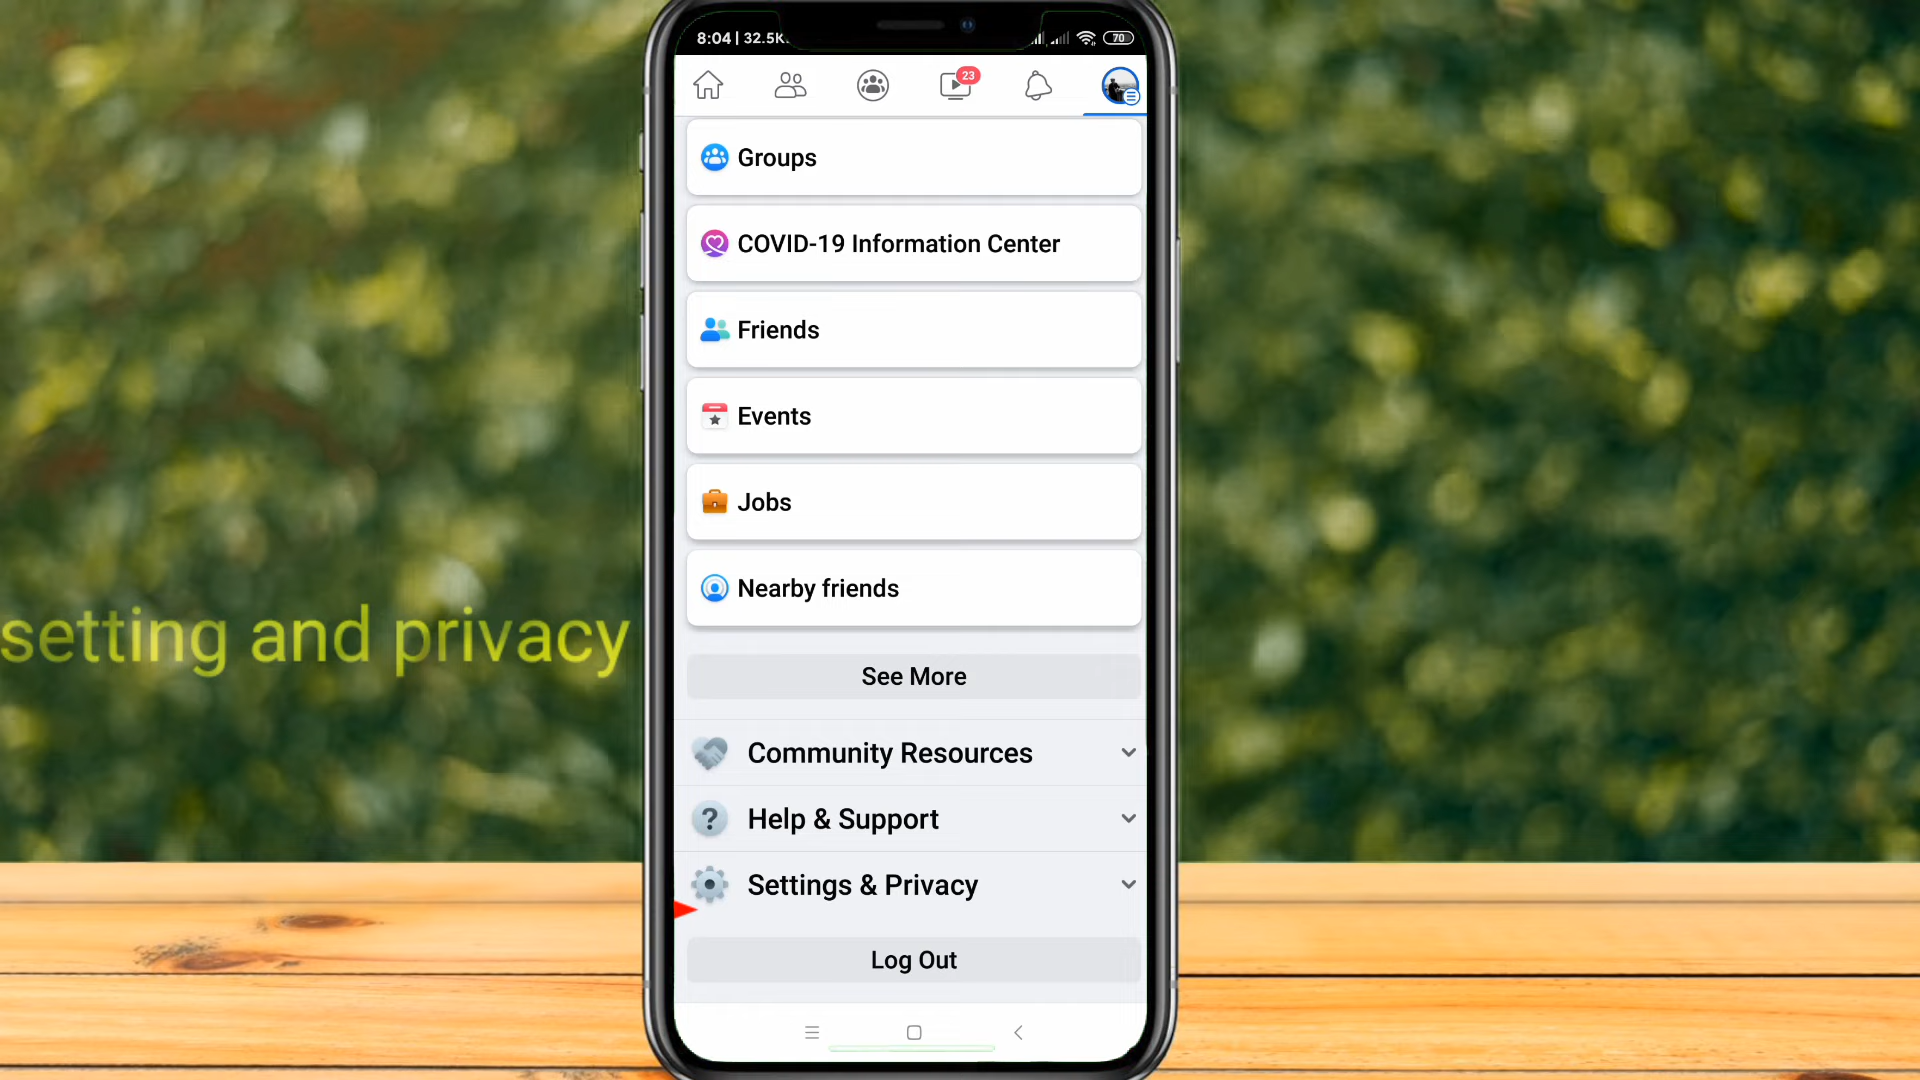 8:04 | 32.5K
70
23
Groups
COVID-19 Information Center
Friends
Events
Jobs
Nearby friends
setting and privacy
See More
Community Resources
Help & Support
Settings & Privacy
Log Out